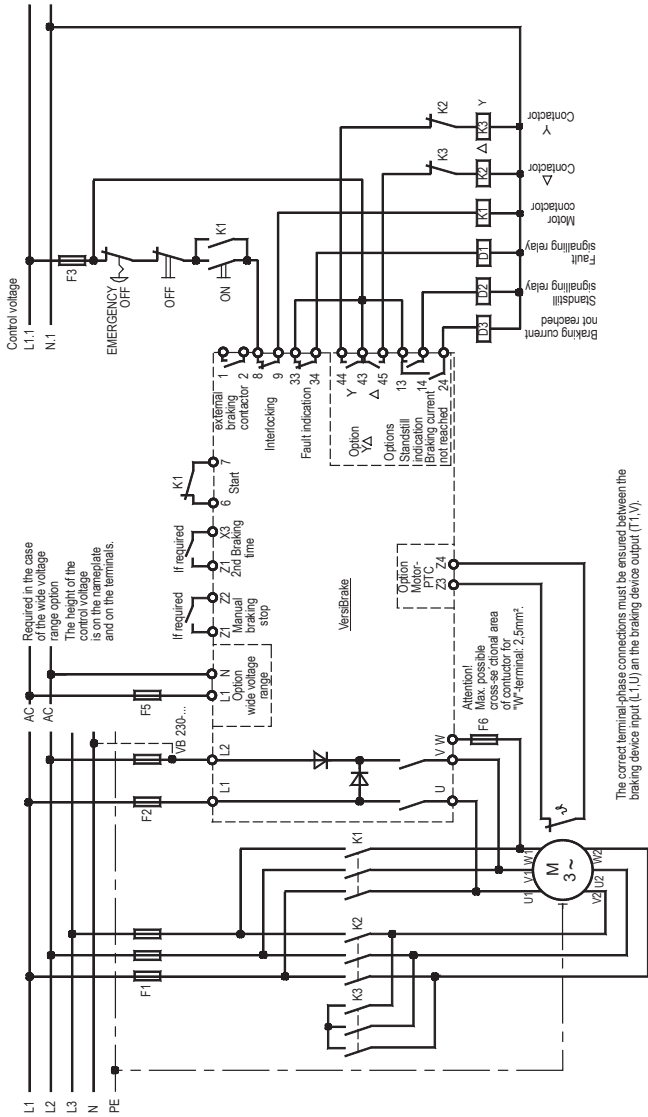 Control voltage
L1.1
N.1
F3
EMERGENCY
OFF
OFF
K1
ON
K2
K3
Y
K3
Δ
K2
K1
D1
D2
D3
Contactor
Y
Contactor
Δ
Motor
contactor
Fault
signalling relay
Standstill
signalling relay
Braking current
not reached
1
2
8
9
33
34
44
43
45
13
14
24
external
braking
contactor
Interlocking
Fault indication
Option
YΔ
Y
Δ
Options
Standstill
indication
Braking current
not reached
K1
6
7
Start
If required
Z1
X3
2nd Braking
time
If required
Z1
Z2
Manual
braking
stop
Required in the case
of the wide voltage
range option
The height of the
control voltage
is on the nameplate
and on the terminals.
AC
AC
F5
L1
N
Option
wide voltage
range
VersiBrake
Option
Motor-
PTC
Z3
Z4
VB 230-...
F2
L1
L2
U
V
W
F6
Attention!
Max. possible
cross-se´ctional area
of contuctor for
"W"-terminal: 2,5mm².
F1
K3
K2
K1
U1
V1
W1
M
3 ~
V2
U2
W2
ϑ
L1
L2
L3
N
PE
The correct terminal-phase connections must be ensured between the
braking device input (L1,U) an the braking device output (T1,V).